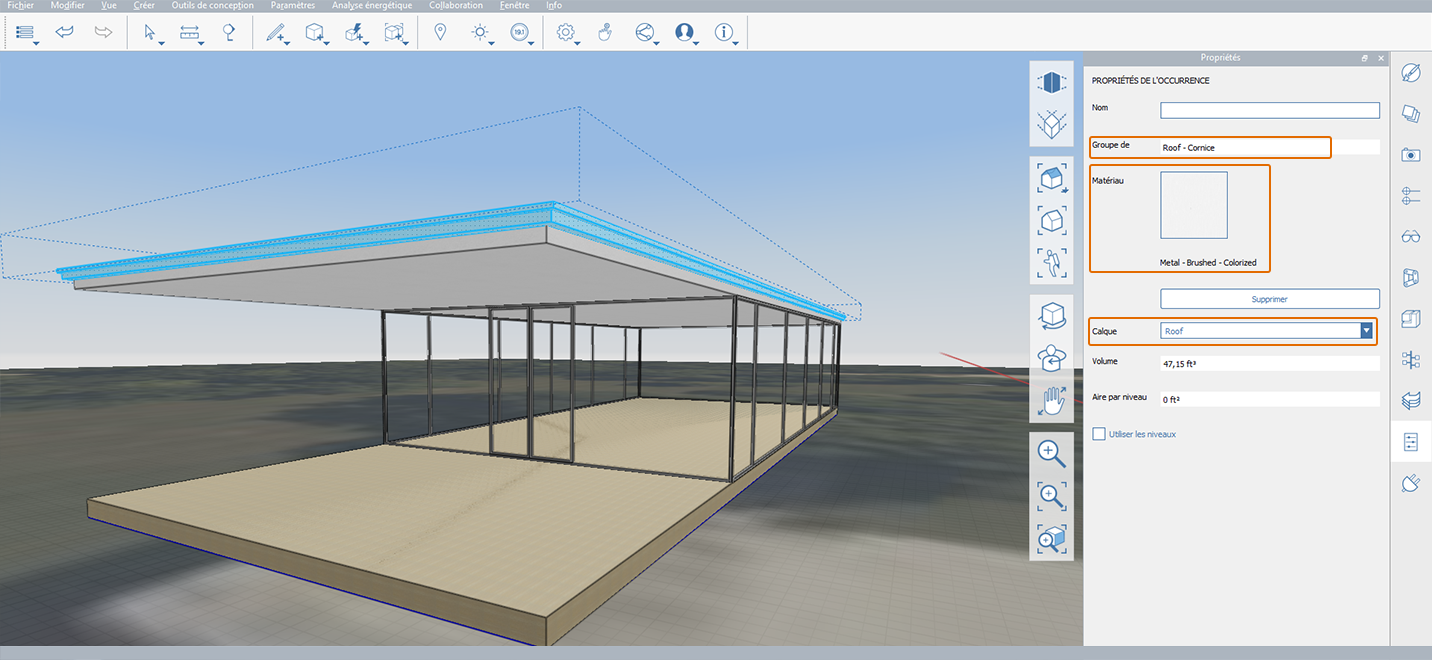 Fichier Modifier Vue Créer Outils de conception Paramètres Analyse énergétique Collaboration Fenêtre Info
19.1
Propriétés
PROPRIÉTÉS DE L'OCCURRENCE
Nom
Groupe de Roof - Cornice
Matériau
Metal - Brushed - Colorized
Supprimer
Calque Roof
Volume 47,15 ft³
Aire par niveau 0 ft²
Utiliser les niveaux